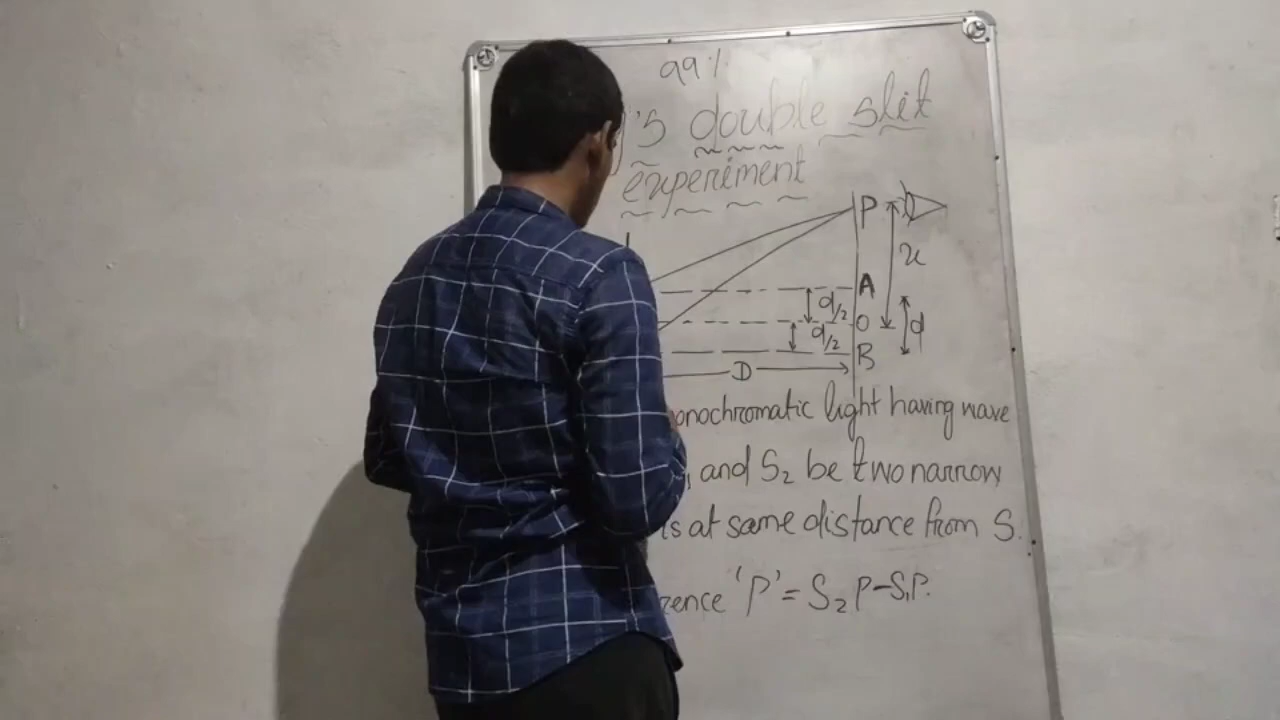 99%
's double slit
experiment
P
x
A
d/2
O
d
d/2
B
D
onochromatic light having wave
and S₂ be two narrow
is at same distance from S.
rence 'P' = S₂P-S₁P.